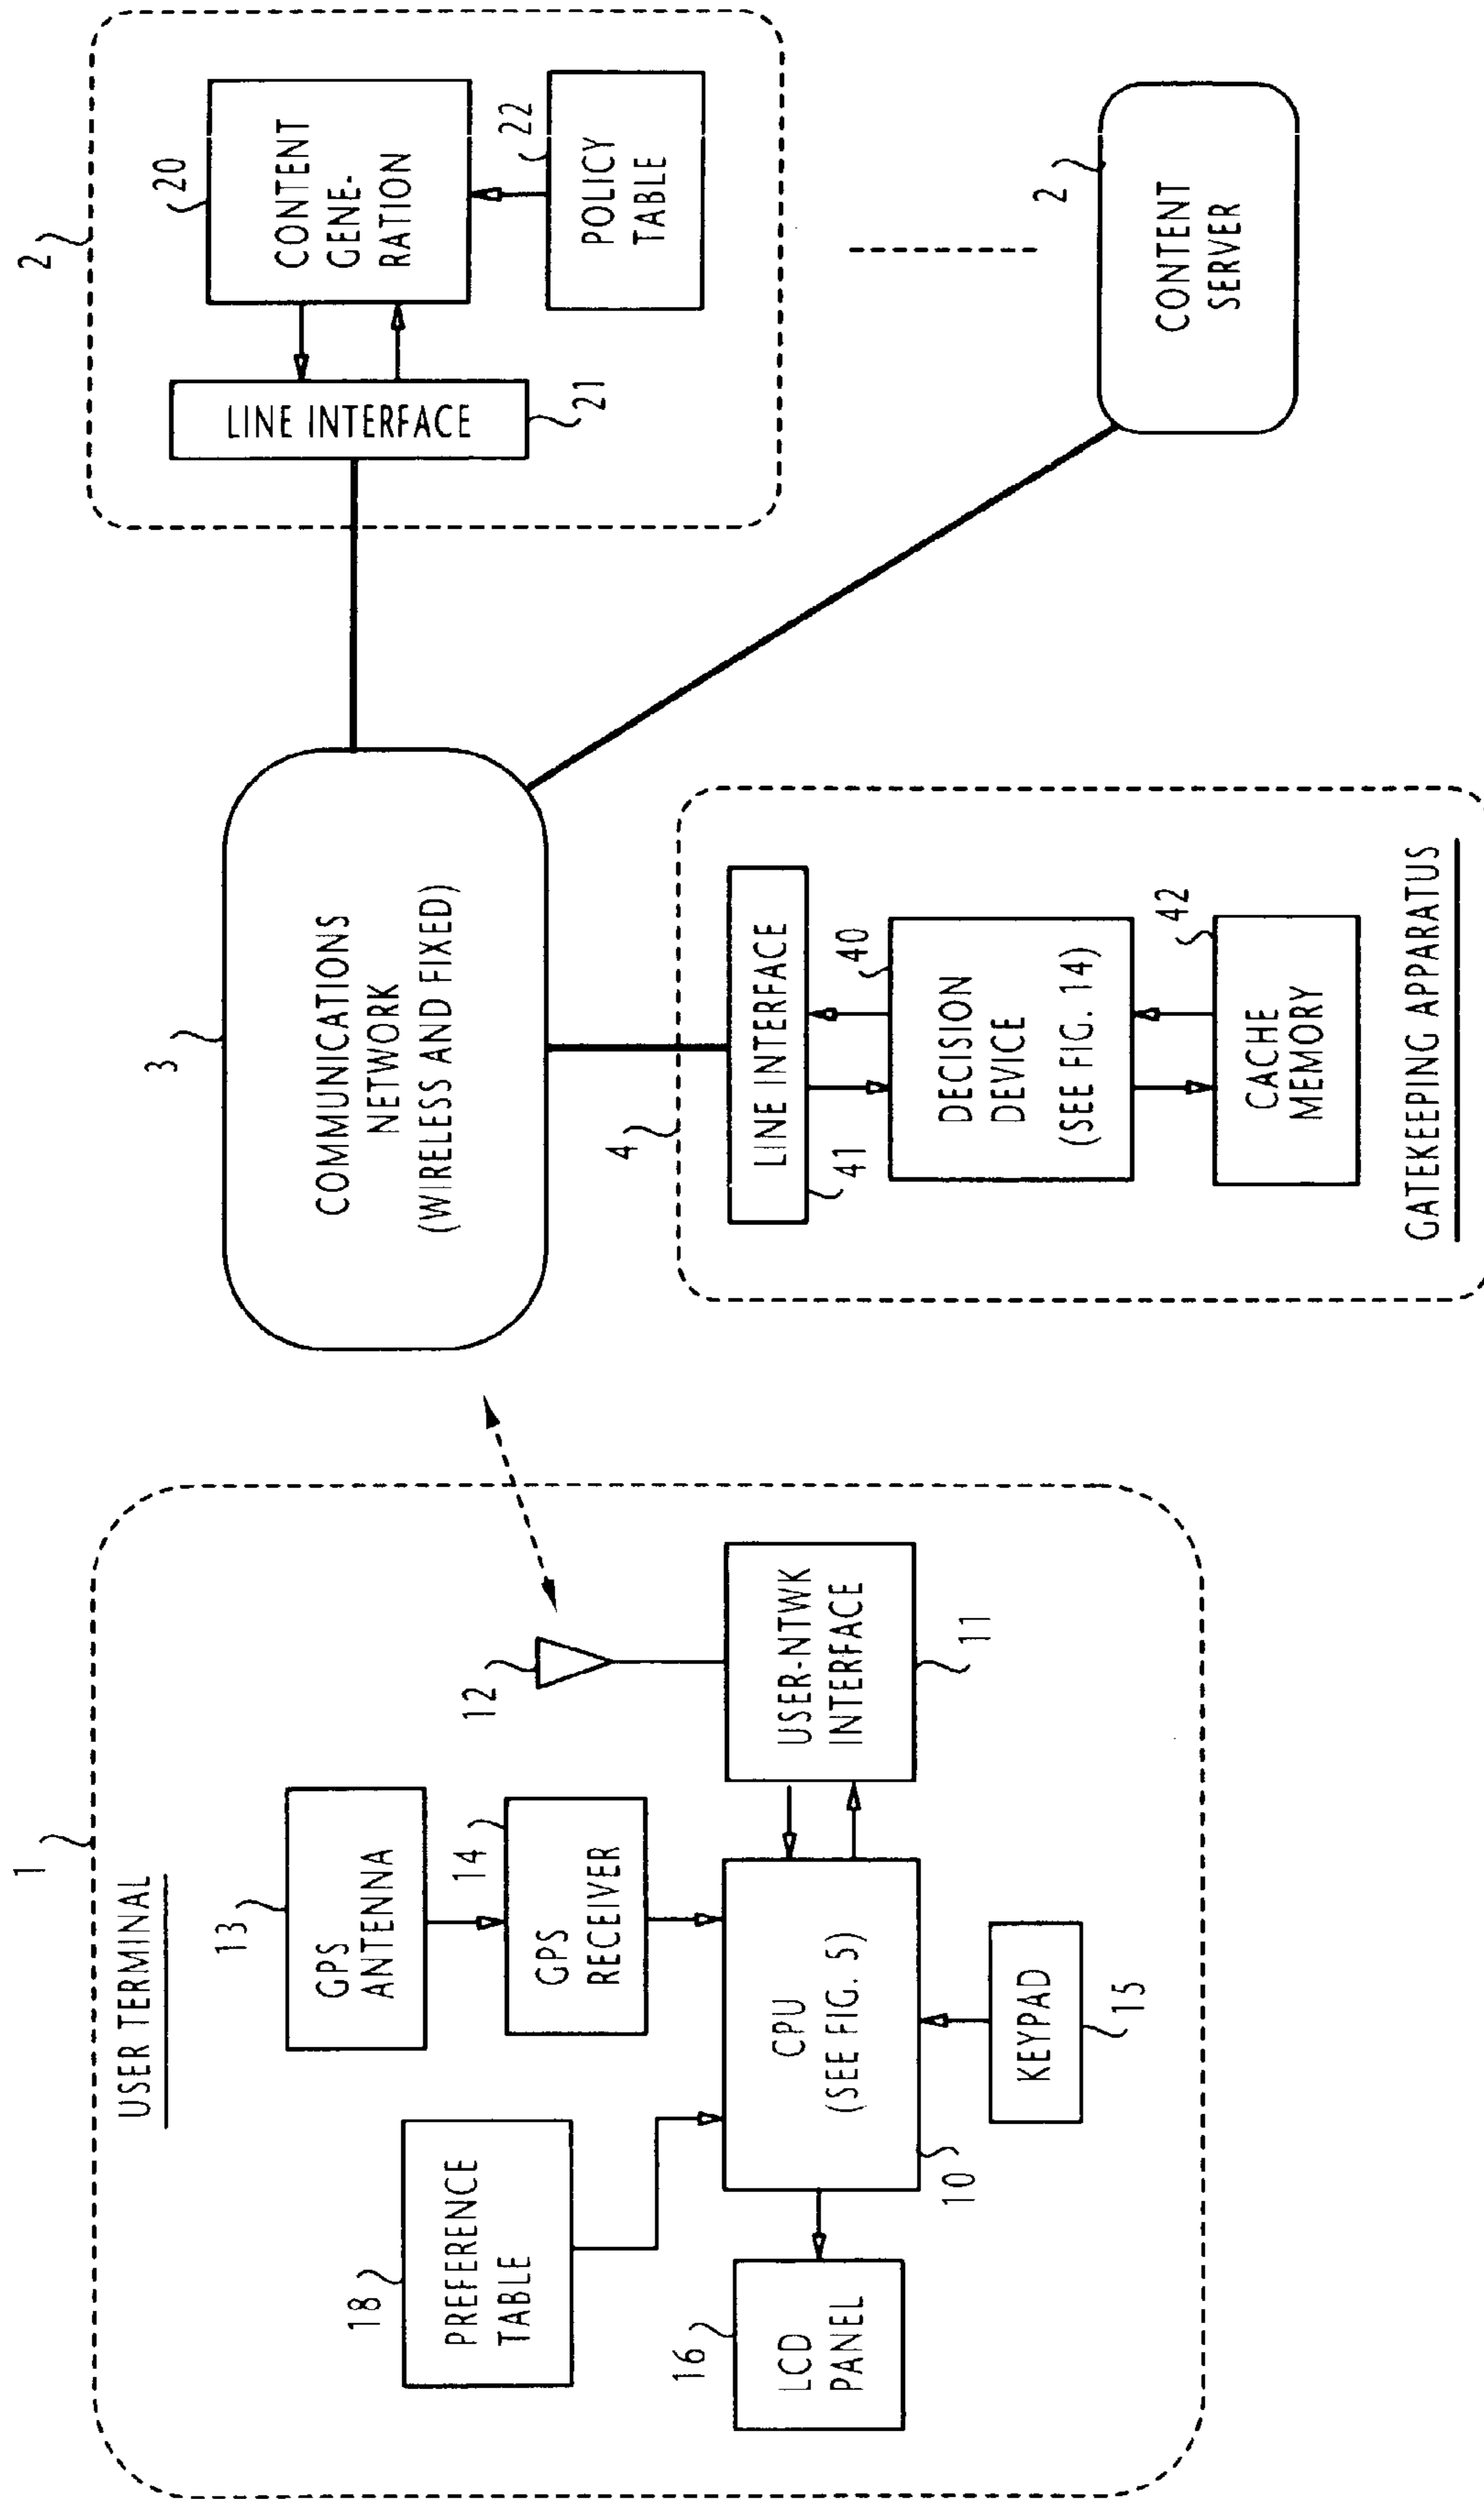 1
USER TERMINAL
18
PREFERENCE
TABLE
13
GPS
ANTENNA
14
GPS
RECEIVER
12
USER-NTWK
INTERFACE
11
CPU
(SEE FIG. 5)
10
16
LCD
PANEL
KEYPAD
15
3
COMMUNICATIONS
NETWORK
(WIRELESS AND FIXED)
4
LINE INTERFACE
41
40
DECISION
DEVICE
(SEE FIG. 14)
42
CACHE
MEMORY
GATEKEEPING APPARATUS
2
20
CONTENT
GENE-
RATION
LINE INTERFACE
21
22
POLICY
TABLE
2
CONTENT
SERVER